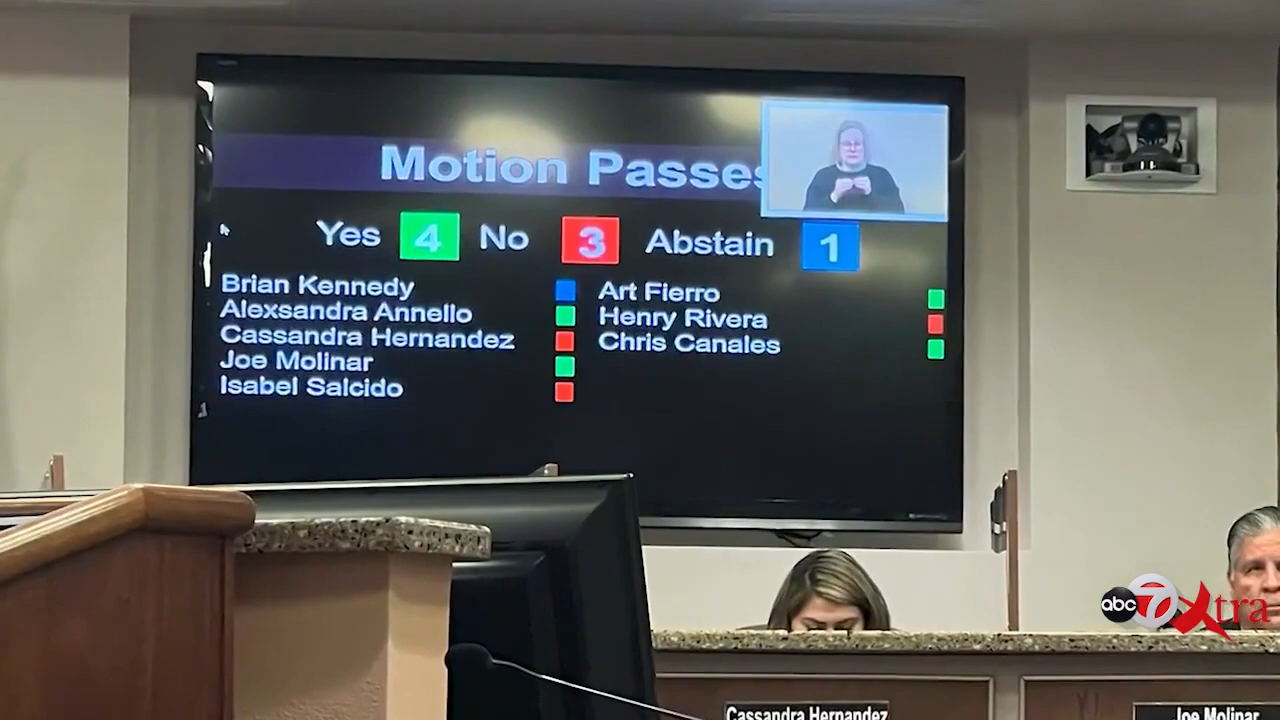 Motion Passes
Yes 4 No 3 Abstain 1
Brian Kennedy
Alexsandra Annello
Cassandra Hernandez
Joe Molinar
Isabel Salcido
Art Fierro
Henry Rivera
Chris Canales
abc 7 Xtra
Cassandra Hernandez
Joe Molinar